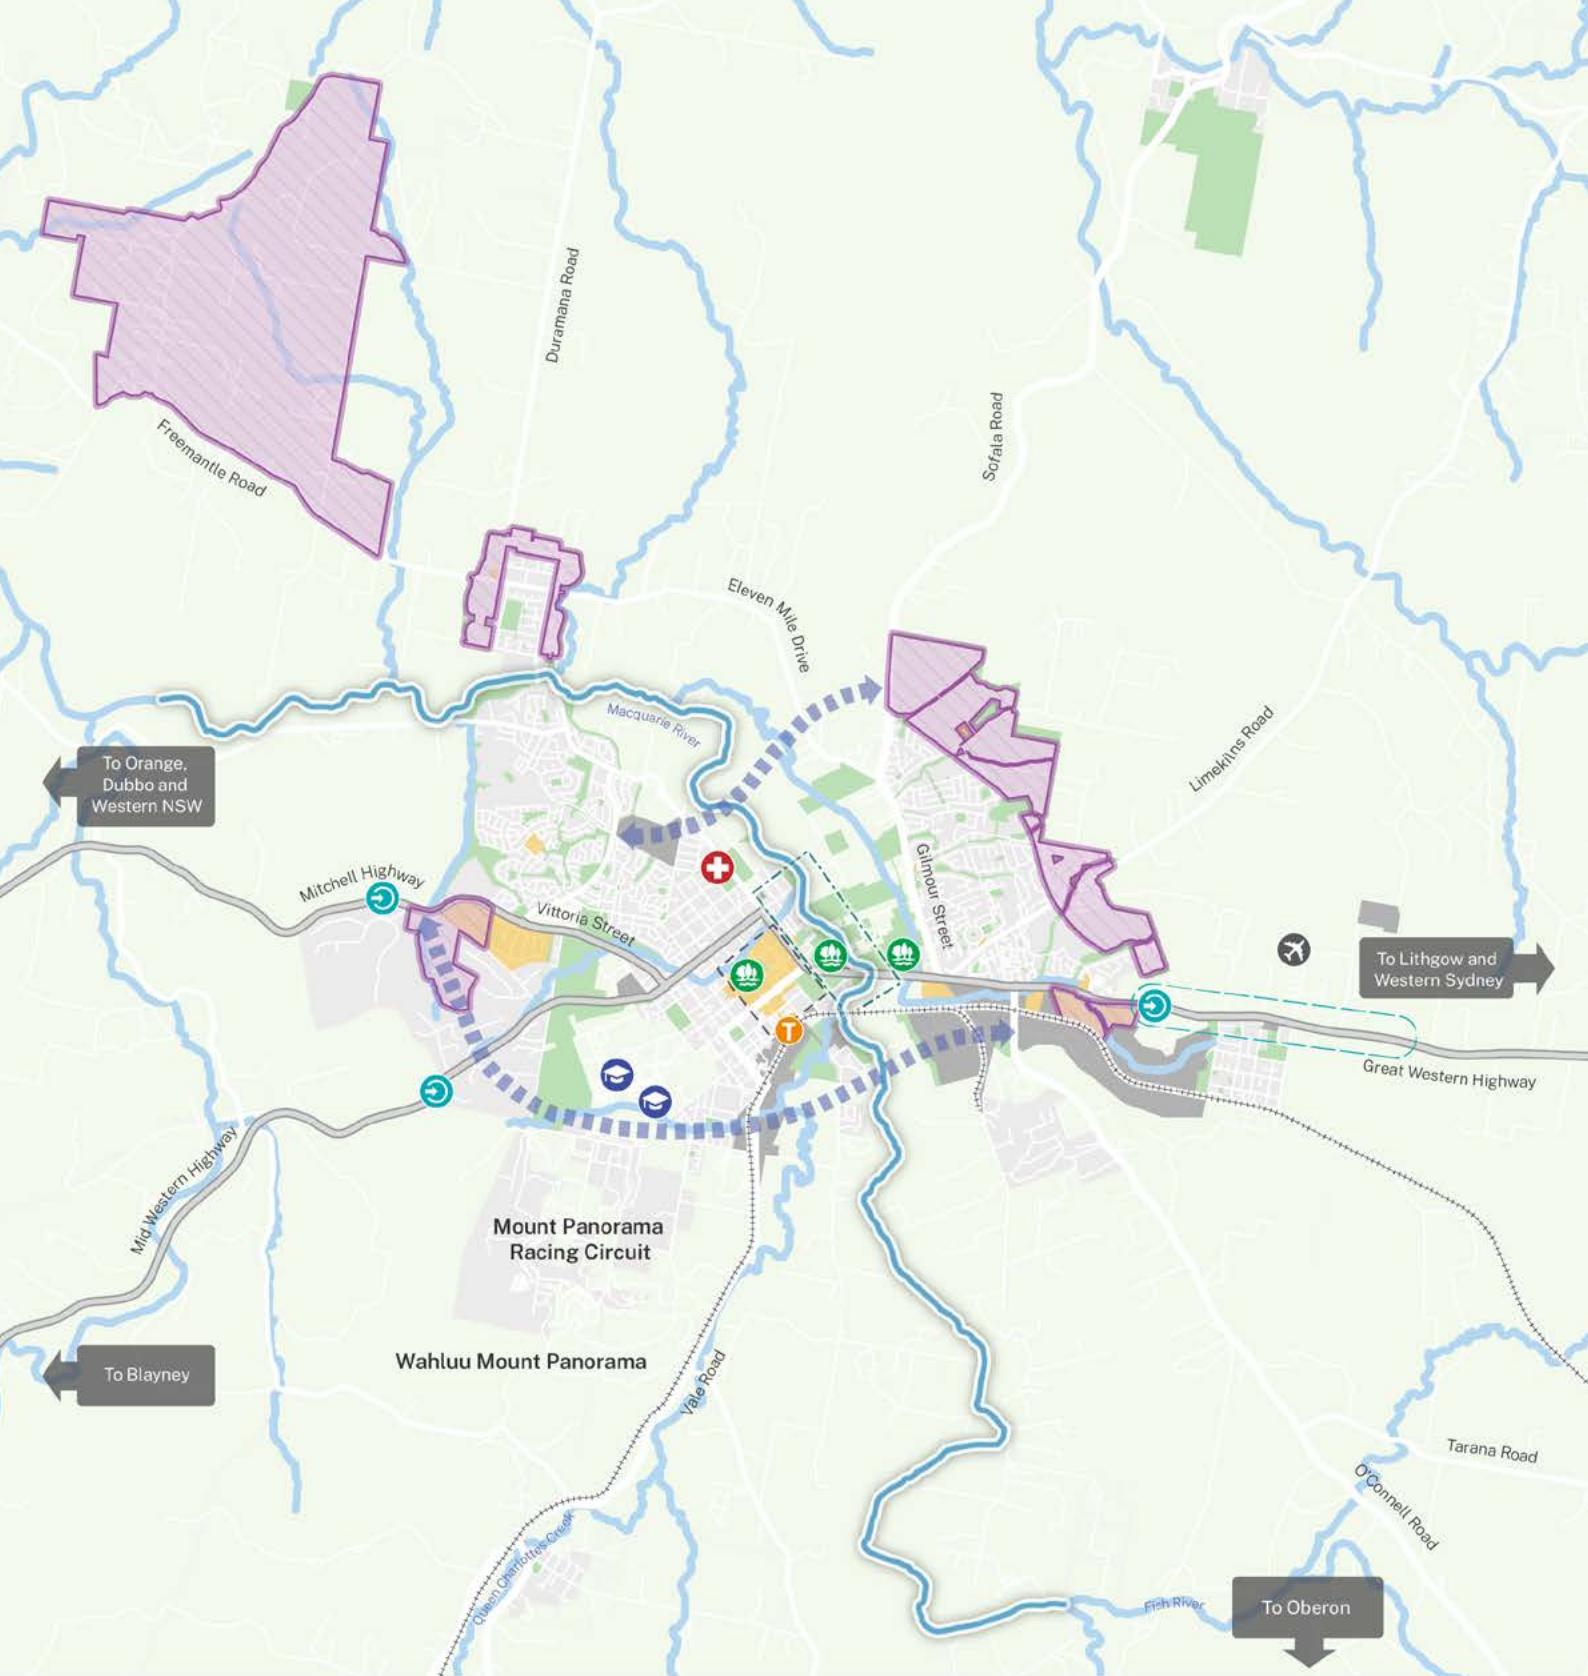 Duramana Road
Sofala Road
Freemantle Road
Eleven Mile Drive
Macquarie River
Limekilns Road
To Orange,
Dubbo and
Western NSW
Mitchell Highway
Vittoria Street
Gilmour Street
To Lithgow and
Western Sydney
T
Great Western Highway
Mid Western Highway
Mount Panorama
Racing Circuit
Wahluu Mount Panorama
To Blayney
Vale Road
Tarana Road
O'Connell Road
Queen Charlottes Creek
Fish River
To Oberon